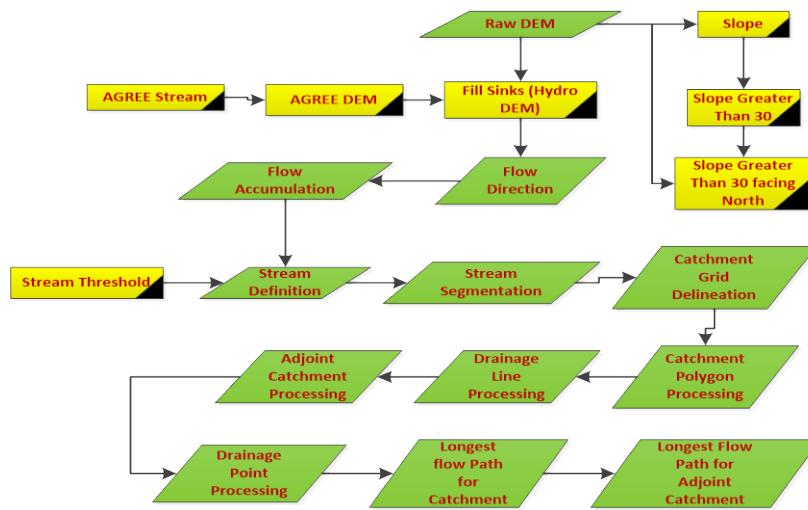 Raw DEM
Slope
AGREE Stream
AGREE DEM
Fill Sinks (Hydro
DEM)
Slope Greater
Than 30
Flow
Accumulation
Flow
Direction
Slope Greater
Than 30 facing
North
Stream Threshold
Stream
Definition
Stream
Segmentation
Catchment
Grid
Delineation
Adjoint
Catchment
Processing
Drainage
Line
Processing
Catchment
Polygon
Processing
Drainage
Point
Processing
Longest
flow Path
for
Catchment
Longest Flow
Path for
Adjoint
Catchment